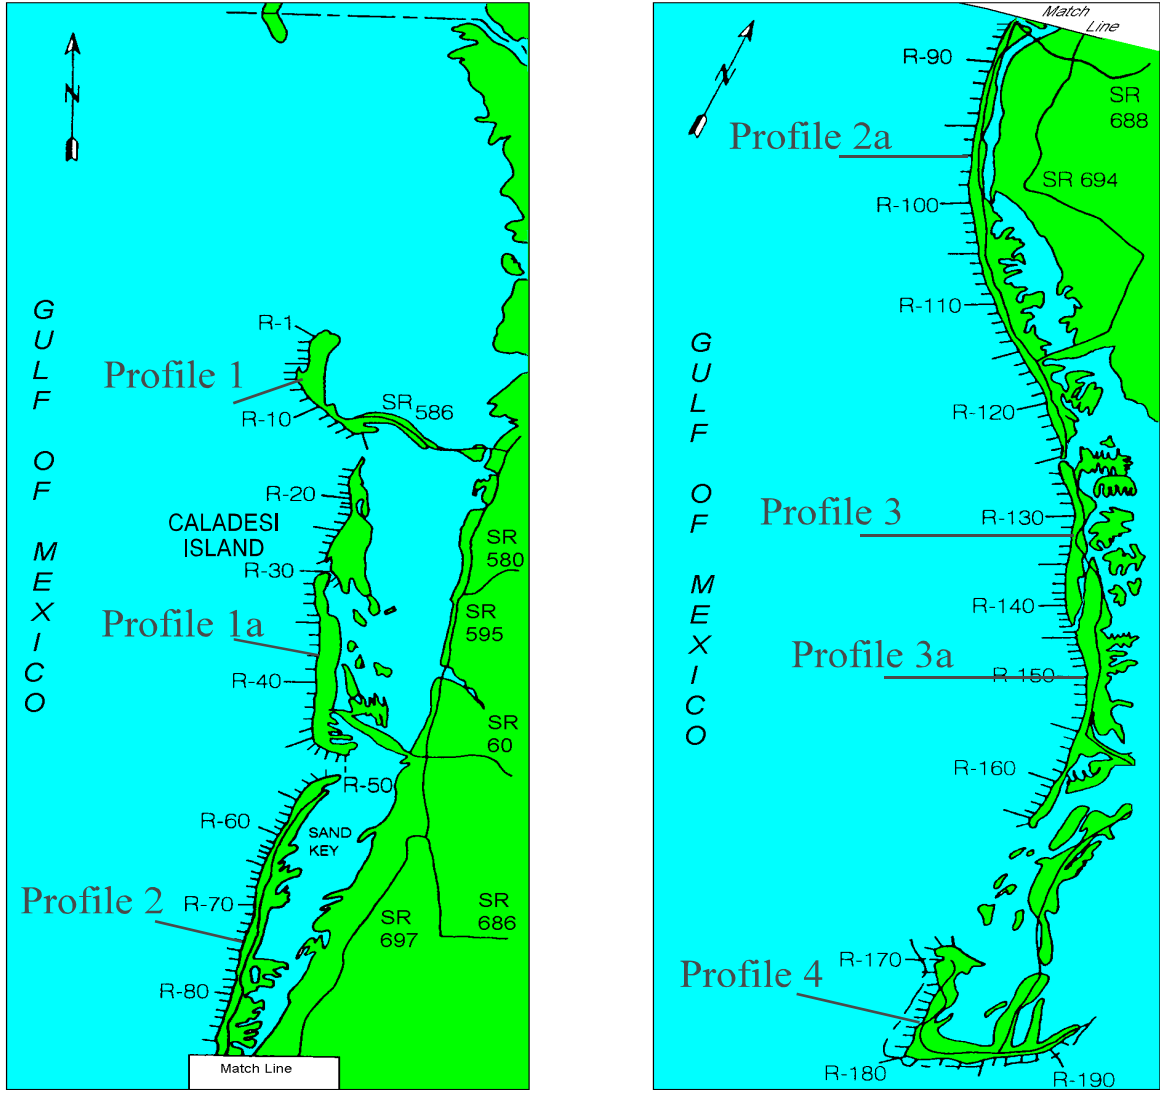 N
GULF OF MEXICO
R-1
Profile 1
R-10
SR 586
R-20
CALADESI
ISLAND
SR
580
R-30
SR
595
Profile 1a
R-40
SR
60
R-50
R-60
SAND
KEY
Profile 2
R-70
SR
697
SR
686
R-80
Match Line
Match
Line
N
R-90
SR
688
Profile 2a
SR 694
R-100
R-110
GULF OF MEXICO
R-120
Profile 3
R-130
R-140
Profile 3a
R-150
R-160
R-170
Profile 4
R-180
R-190